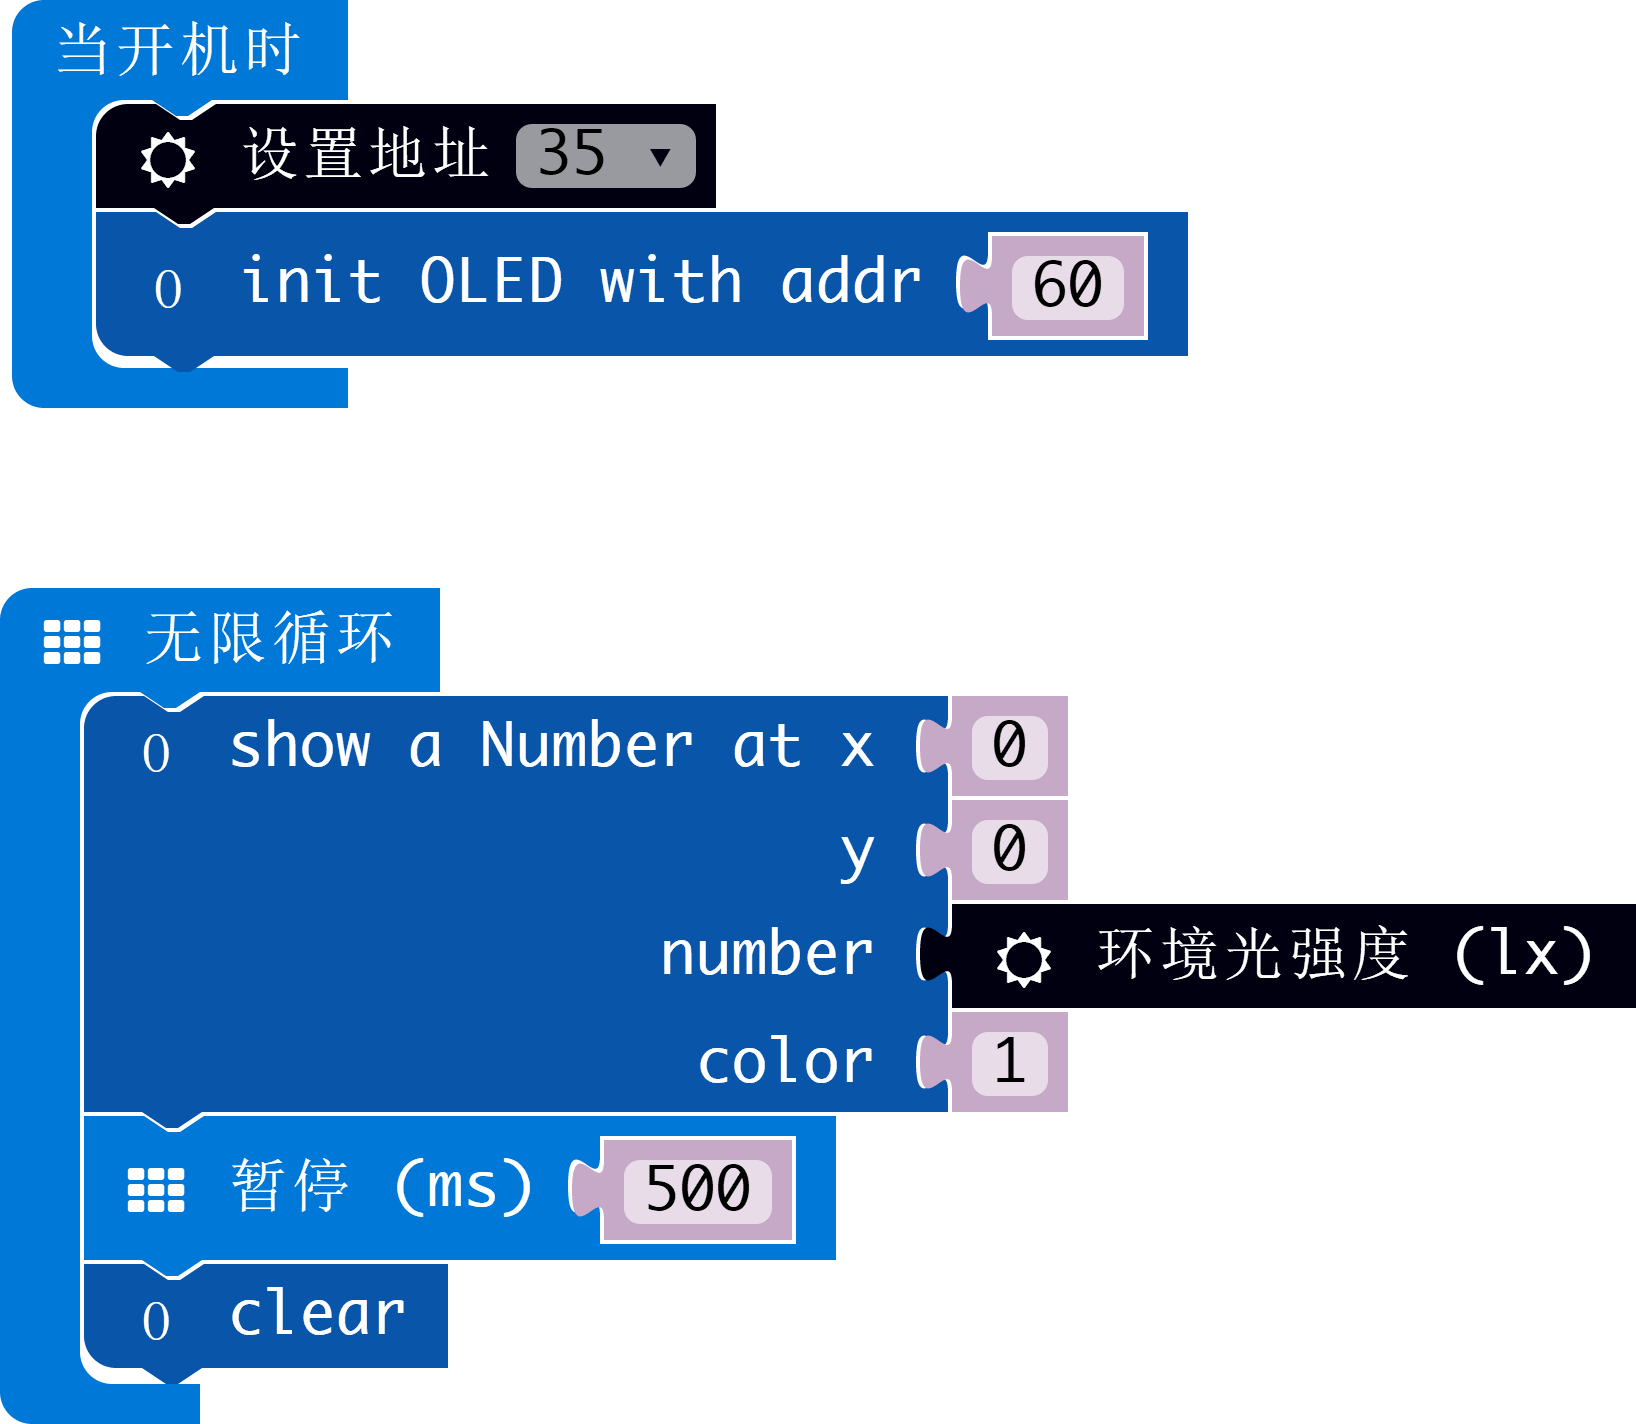 当开机时
设置地址 35
0 init OLED with addr 60
无限循环
0 show a Number at x 0
y 0
number 环境光强度 (lx)
color 1
暂停 (ms) 500
0 clear